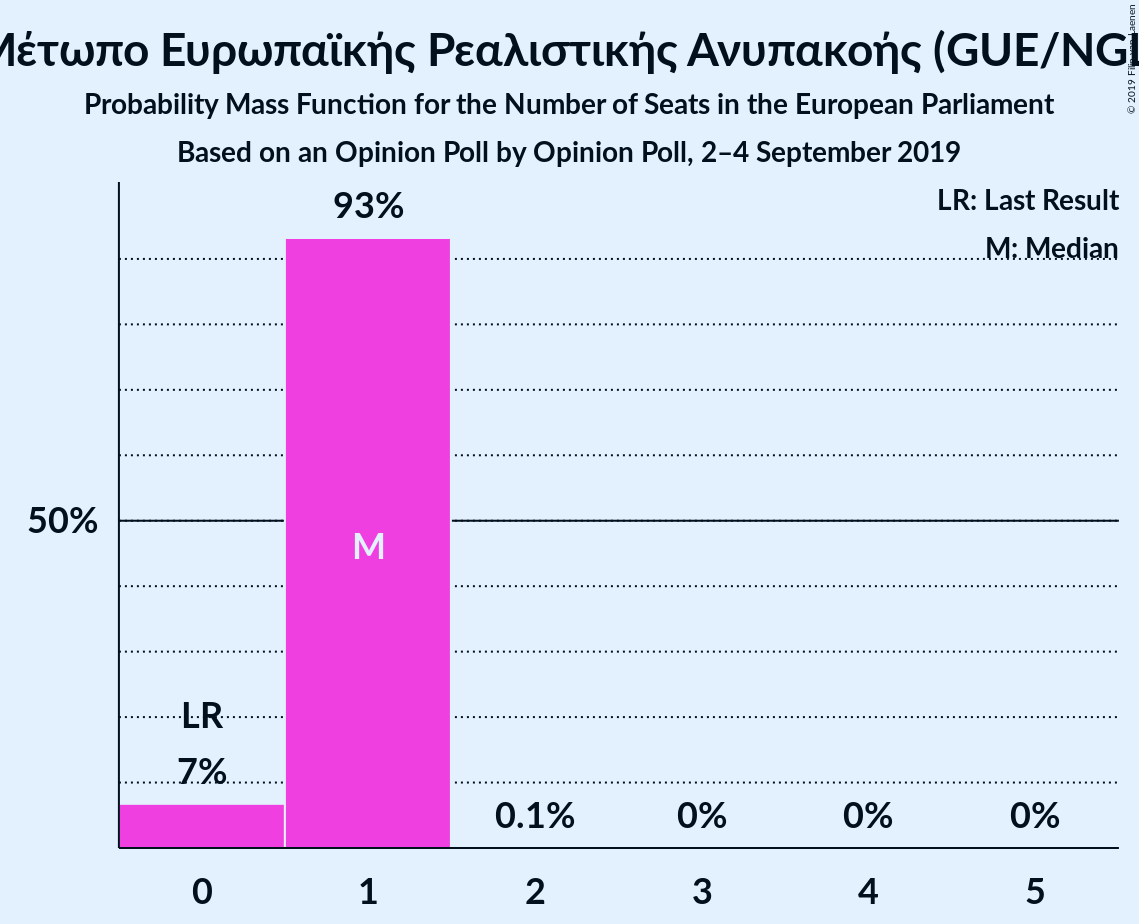 Μέτωπο Ευρωπαϊκής Ρεαλιστικής Ανυπακοής (GUE/NGL
Probability Mass Function for the Number of Seats in the European Parliament
Based on an Opinion Poll by Opinion Poll, 2–4 September 2019
© 2019 Filip van Laenen
LR: Last Result
M: Median
93%
50%
M
LR
7%
0.1% 0% 0% 0%
0 1 2 3 4 5